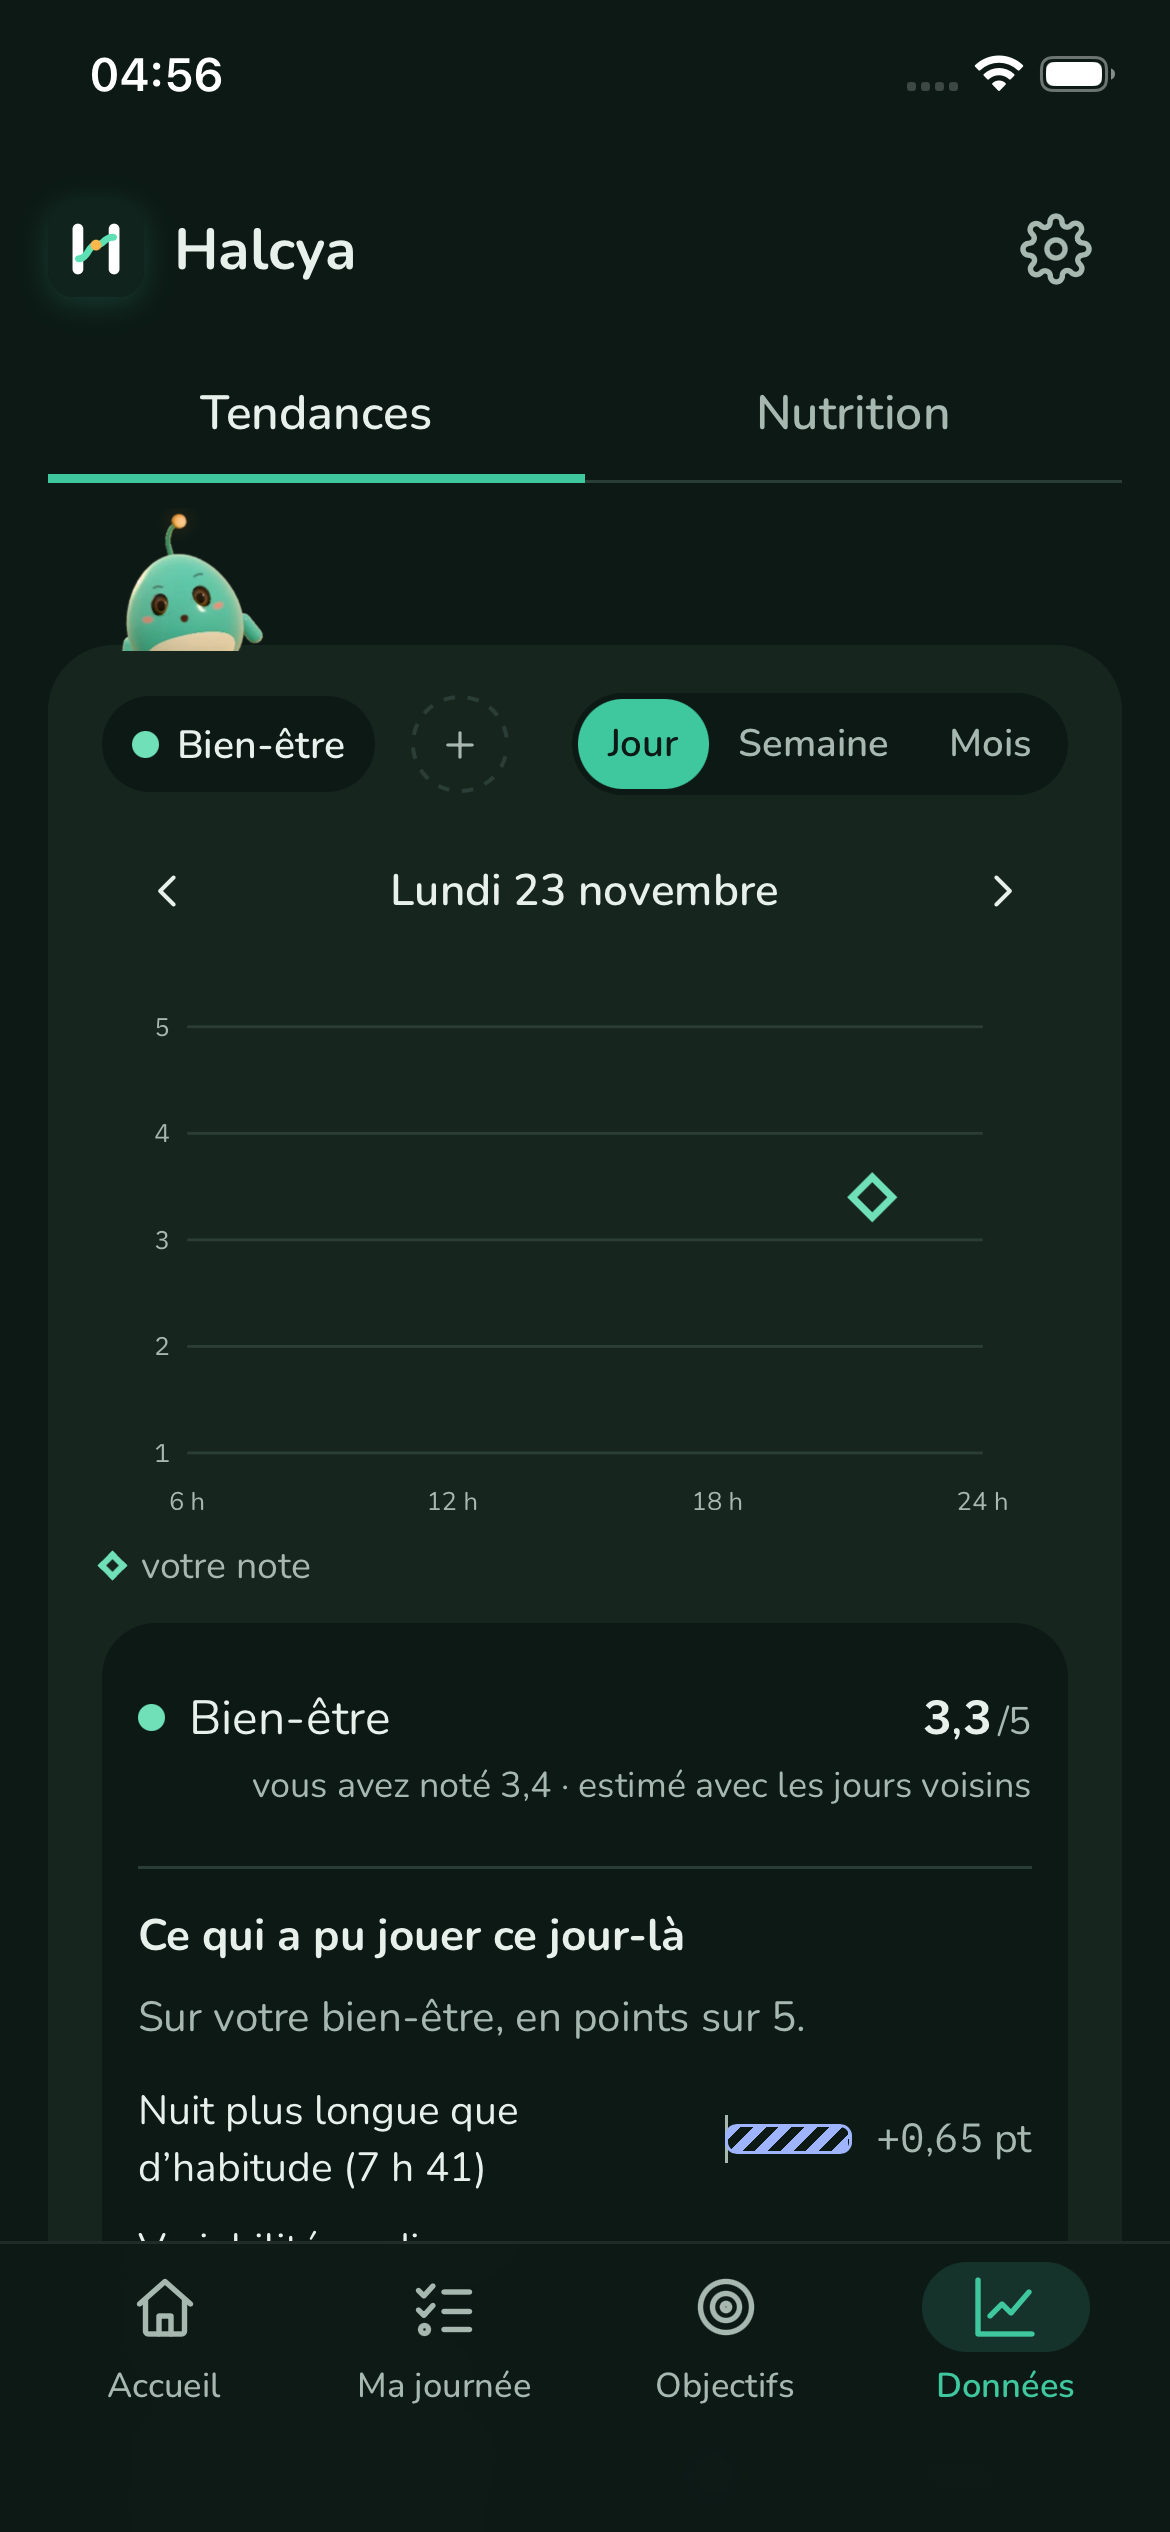 04:56
Halcya
Tendances
Nutrition
Bien-être
Jour
Semaine
Mois
Lundi 23 novembre
5
4
3
2
1
6 h
12 h
18 h
24 h
votre note
Bien-être
3,3 /5
vous avez noté 3,4 · estimé avec les jours voisins
Ce qui a pu jouer ce jour-là
Sur votre bien-être, en points sur 5.
Nuit plus longue que
d’habitude (7 h 41)
+0,65 pt
Accueil
Ma journée
Objectifs
Données